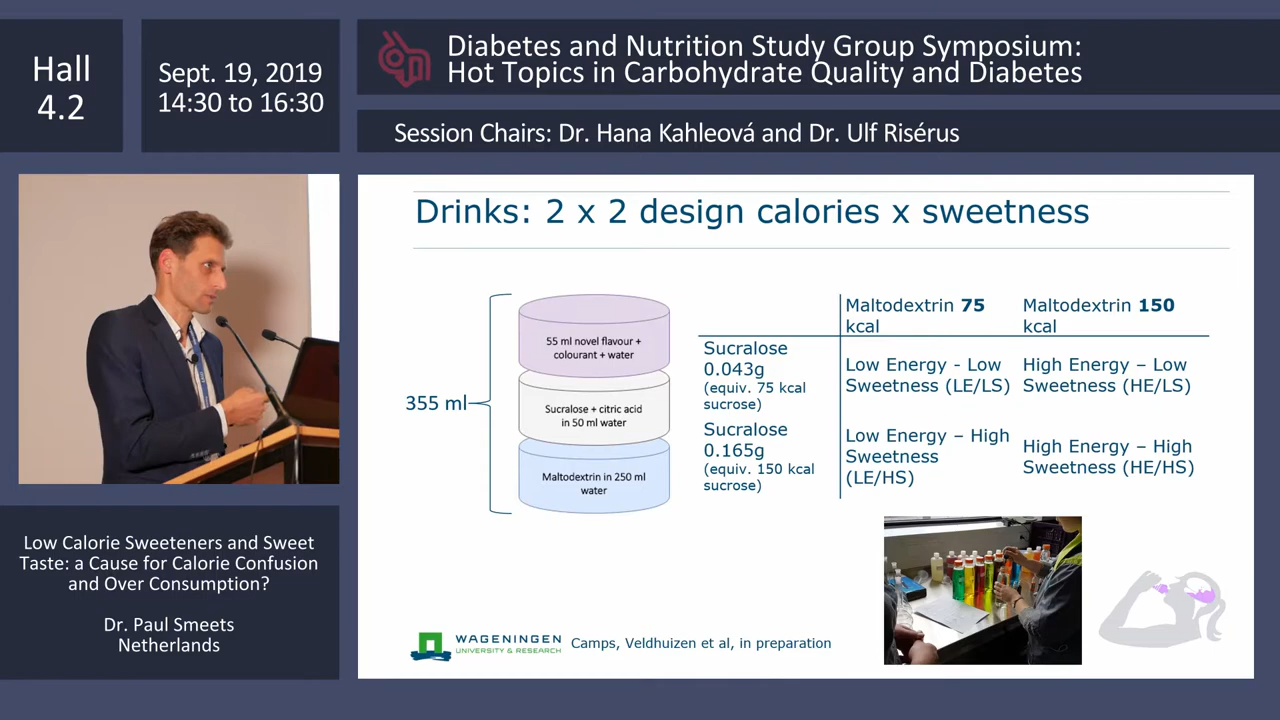 Hall
4.2
Sept. 19, 2019
14:30 to 16:30
Diabetes and Nutrition Study Group Symposium:
Hot Topics in Carbohydrate Quality and Diabetes
Session Chairs: Dr. Hana Kahleová and Dr. Ulf Risérus
Low Calorie Sweeteners and Sweet
Taste: a Cause for Calorie Confusion
and Over Consumption?
Dr. Paul Smeets
Netherlands
Drinks: 2 x 2 design calories x sweetness
355 ml
55 ml novel flavour +
colourant + water
Sucralose + citric acid
in 50 ml water
Maltodextrin in 250 ml
water
Maltodextrin 75
kcal
Maltodextrin 150
kcal
Sucralose
0.043g
(equiv. 75 kcal
sucrose)
Low Energy - Low
Sweetness (LE/LS)
High Energy – Low
Sweetness (HE/LS)
Sucralose
0.165g
(equiv. 150 kcal
sucrose)
Low Energy – High
Sweetness
(LE/HS)
High Energy – High
Sweetness (HE/HS)
WAGENINGEN
UNIVERSITY & RESEARCH
Camps, Veldhuizen et al, in preparation